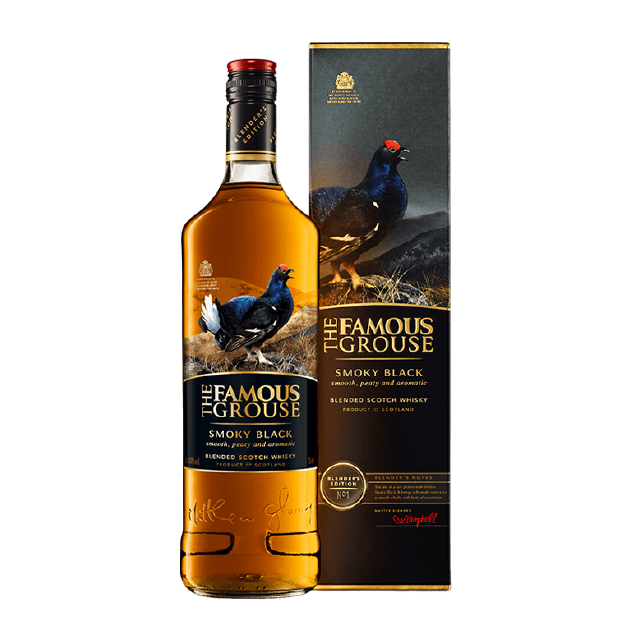 BLENDER'S
EDITION
THE FAMOUS
GROUSE
SMOKY BLACK
smooth, peaty and aromatic
BLENDED SCOTCH WHISKY
PRODUCT OF SCOTLAND
Matthew Gloag
THE FAMOUS
GROUSE
SMOKY BLACK
smooth, peaty and aromatic
BLENDED SCOTCH WHISKY
PRODUCT OF SCOTLAND
BLENDER'S
EDITION
No1
BLENDER'S NOTES
MASTER BLENDER